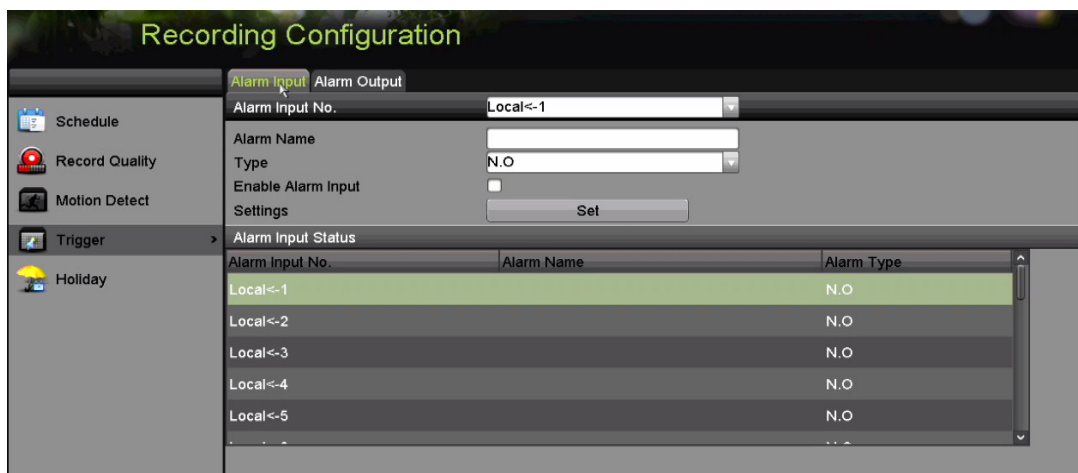 Recording Configuration
Alarm Input Alarm Output
Alarm Input No. Local<-1
Schedule
Alarm Name
Record Quality
Type N.O
Enable Alarm Input
Motion Detect
Settings Set
Trigger > Alarm Input Status
Alarm Input No. Alarm Name Alarm Type
Holiday
Local<-1 N.O
Local<-2 N.O
Local<-3 N.O
Local<-4 N.O
Local<-5 N.O